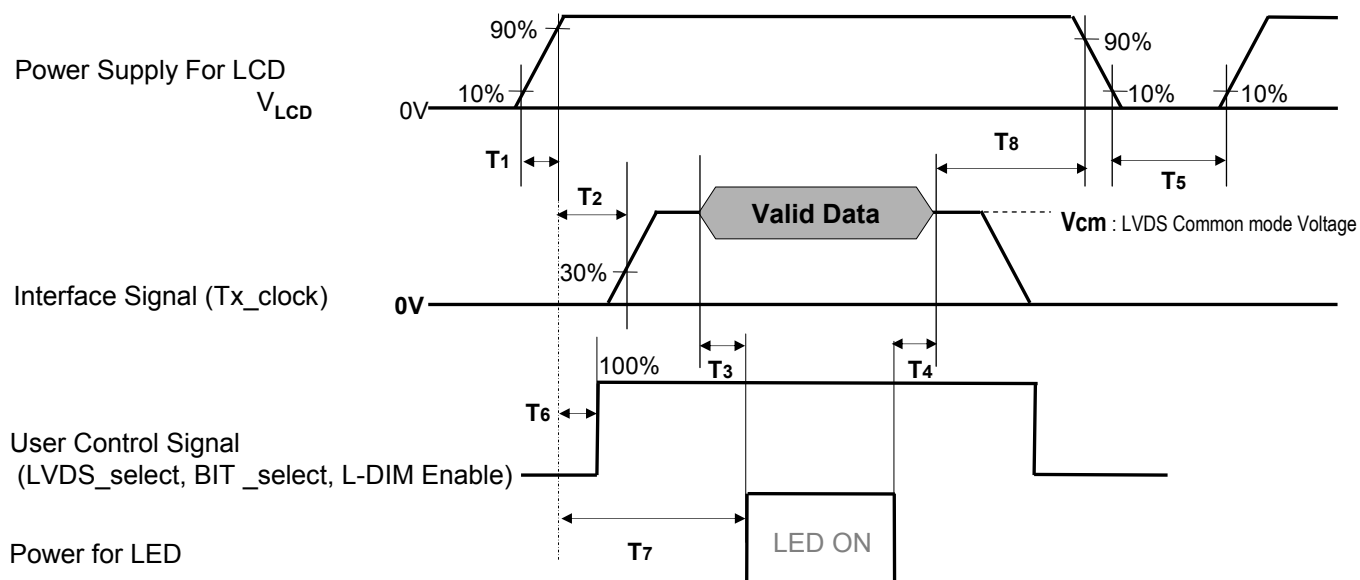 90%
90%
Power Supply For LCD
VLCD
10%
10%
10%
0V
T1
T8
T2
T5
Valid Data
Vcm : LVDS Common mode Voltage
30%
Interface Signal (Tx_clock)
0V
100%
T3
T4
T6
User Control Signal
(LVDS_select, BIT _select, L-DIM Enable)
T7
LED ON
Power for LED